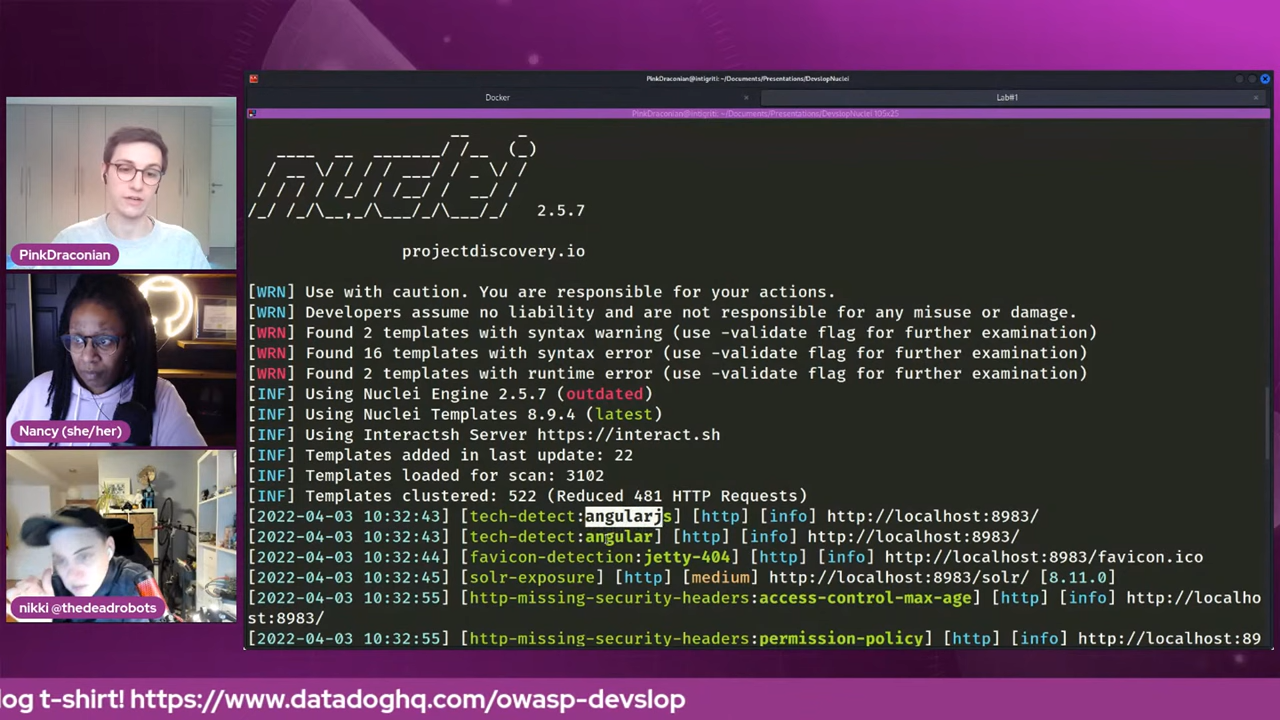 PinkDraconian@intigriti: ~/Documents/Presentations/DevslopNuclei
Docker
Lab#1
PinkDraconian@intigriti: ~/Documents/Presentations/DevslopNuclei 105x25
nuclei
2.5.7
projectdiscovery.io
[WRN] Use with caution. You are responsible for your actions.
[WRN] Developers assume no liability and are not responsible for any misuse or damage.
[WRN] Found 2 templates with syntax warning (use -validate flag for further examination)
[WRN] Found 16 templates with syntax error (use -validate flag for further examination)
[WRN] Found 2 templates with runtime error (use -validate flag for further examination)
[INF] Using Nuclei Engine 2.5.7 (outdated)
[INF] Using Nuclei Templates 8.9.4 (latest)
[INF] Using Interactsh Server https://interact.sh
[INF] Templates added in last update: 22
[INF] Templates loaded for scan: 3102
[INF] Templates clustered: 522 (Reduced 481 HTTP Requests)
[2022-04-03 10:32:43] [tech-detect:angularjs] [http] [info] http://localhost:8983/
[2022-04-03 10:32:43] [tech-detect:angular] [http] [info] http://localhost:8983/
[2022-04-03 10:32:44] [favicon-detection:jetty-404] [http] [info] http://localhost:8983/favicon.ico
[2022-04-03 10:32:45] [solr-exposure] [http] [medium] http://localhost:8983/solr/ [8.11.0]
[2022-04-03 10:32:55] [http-missing-security-headers:access-control-max-age] [http] [info] http://localho
st:8983/
[2022-04-03 10:32:55] [http-missing-security-headers:permission-policy] [http] [info] http://localhost:89
PinkDraconian
Nancy (she/her)
nikki @thedeadrobots
log t-shirt! https://www.datadoghq.com/owasp-devslop